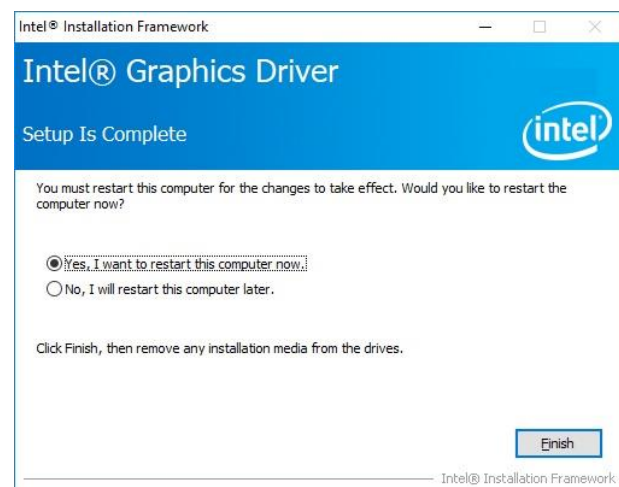 Intel® Installation Framework
Intel® Graphics Driver
Setup Is Complete
intel
You must restart this computer for the changes to take effect. Would you like to restart the
computer now?
Yes, I want to restart this computer now.
No, I will restart this computer later.
Click Finish, then remove any installation media from the drives.
Finish
Intel® Installation Framework